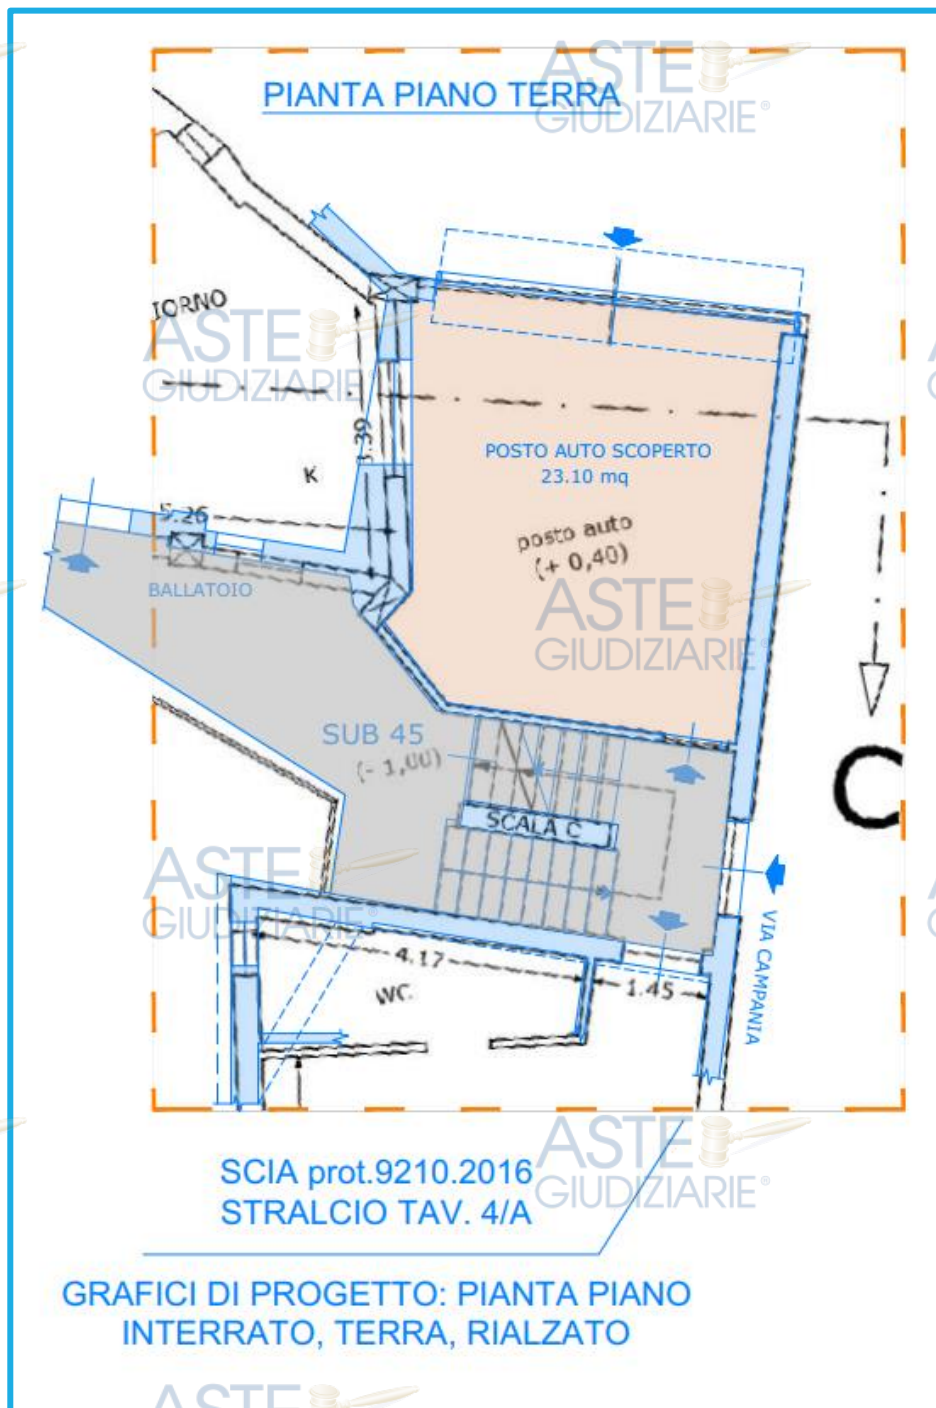 PIANTA PIANO TERRA
ASTE
GIUDIZIARIE®
IORNO
ASTE
GIUDIZIARIE
POSTO AUTO SCOPERTO
23.10 mq
K
5.26
posto auto
(+ 0,40)
BALLATOIO
ASTE
GIUDIZIARIE
SUB 45
(- 1,00)
SCALA C
C
ASTE
GIUDIZIARIE®
VIA CAMPANIA
4.17
WC.
1.45
SCIA prot.9210.2016
STRALCIO TAV. 4/A
ASTE
GIUDIZIARIE®
GRAFICI DI PROGETTO: PIANTA PIANO
INTERRATO, TERRA, RIALZATO
ASTE